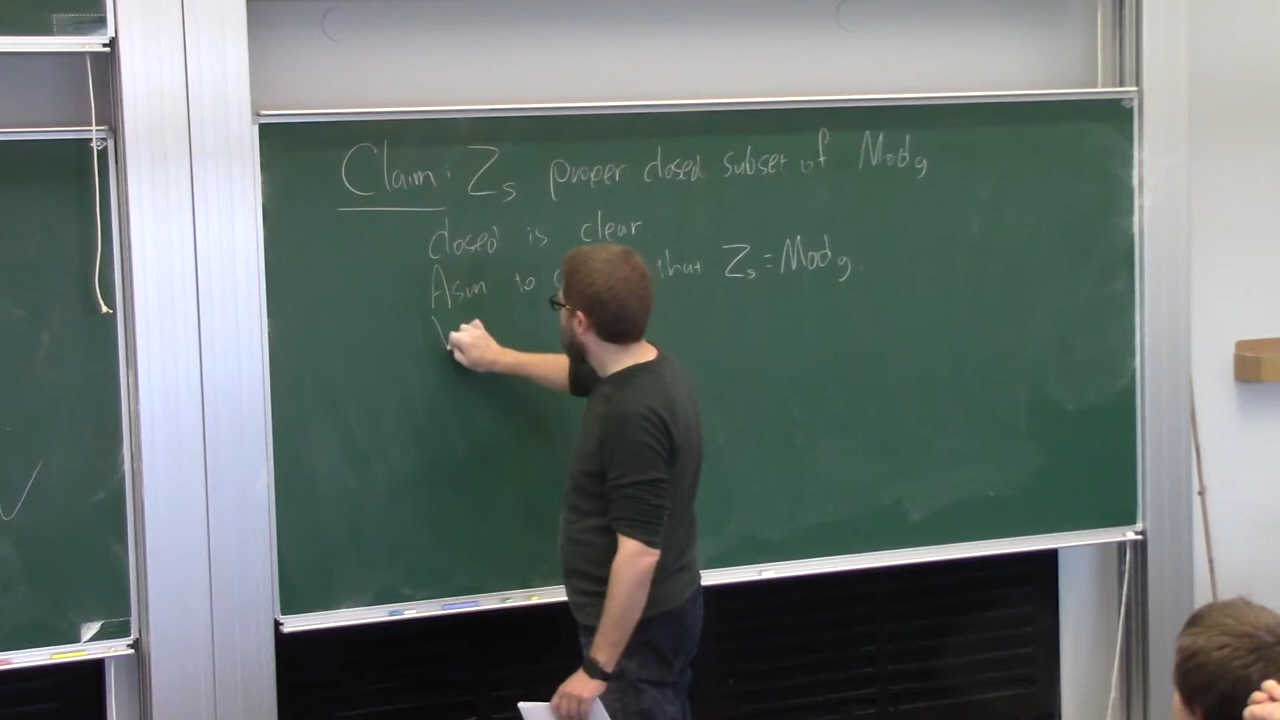 Claim: Z_s proper closed subset of Mod_g
closed is clear
Asm to that Z_s = Mod_g.